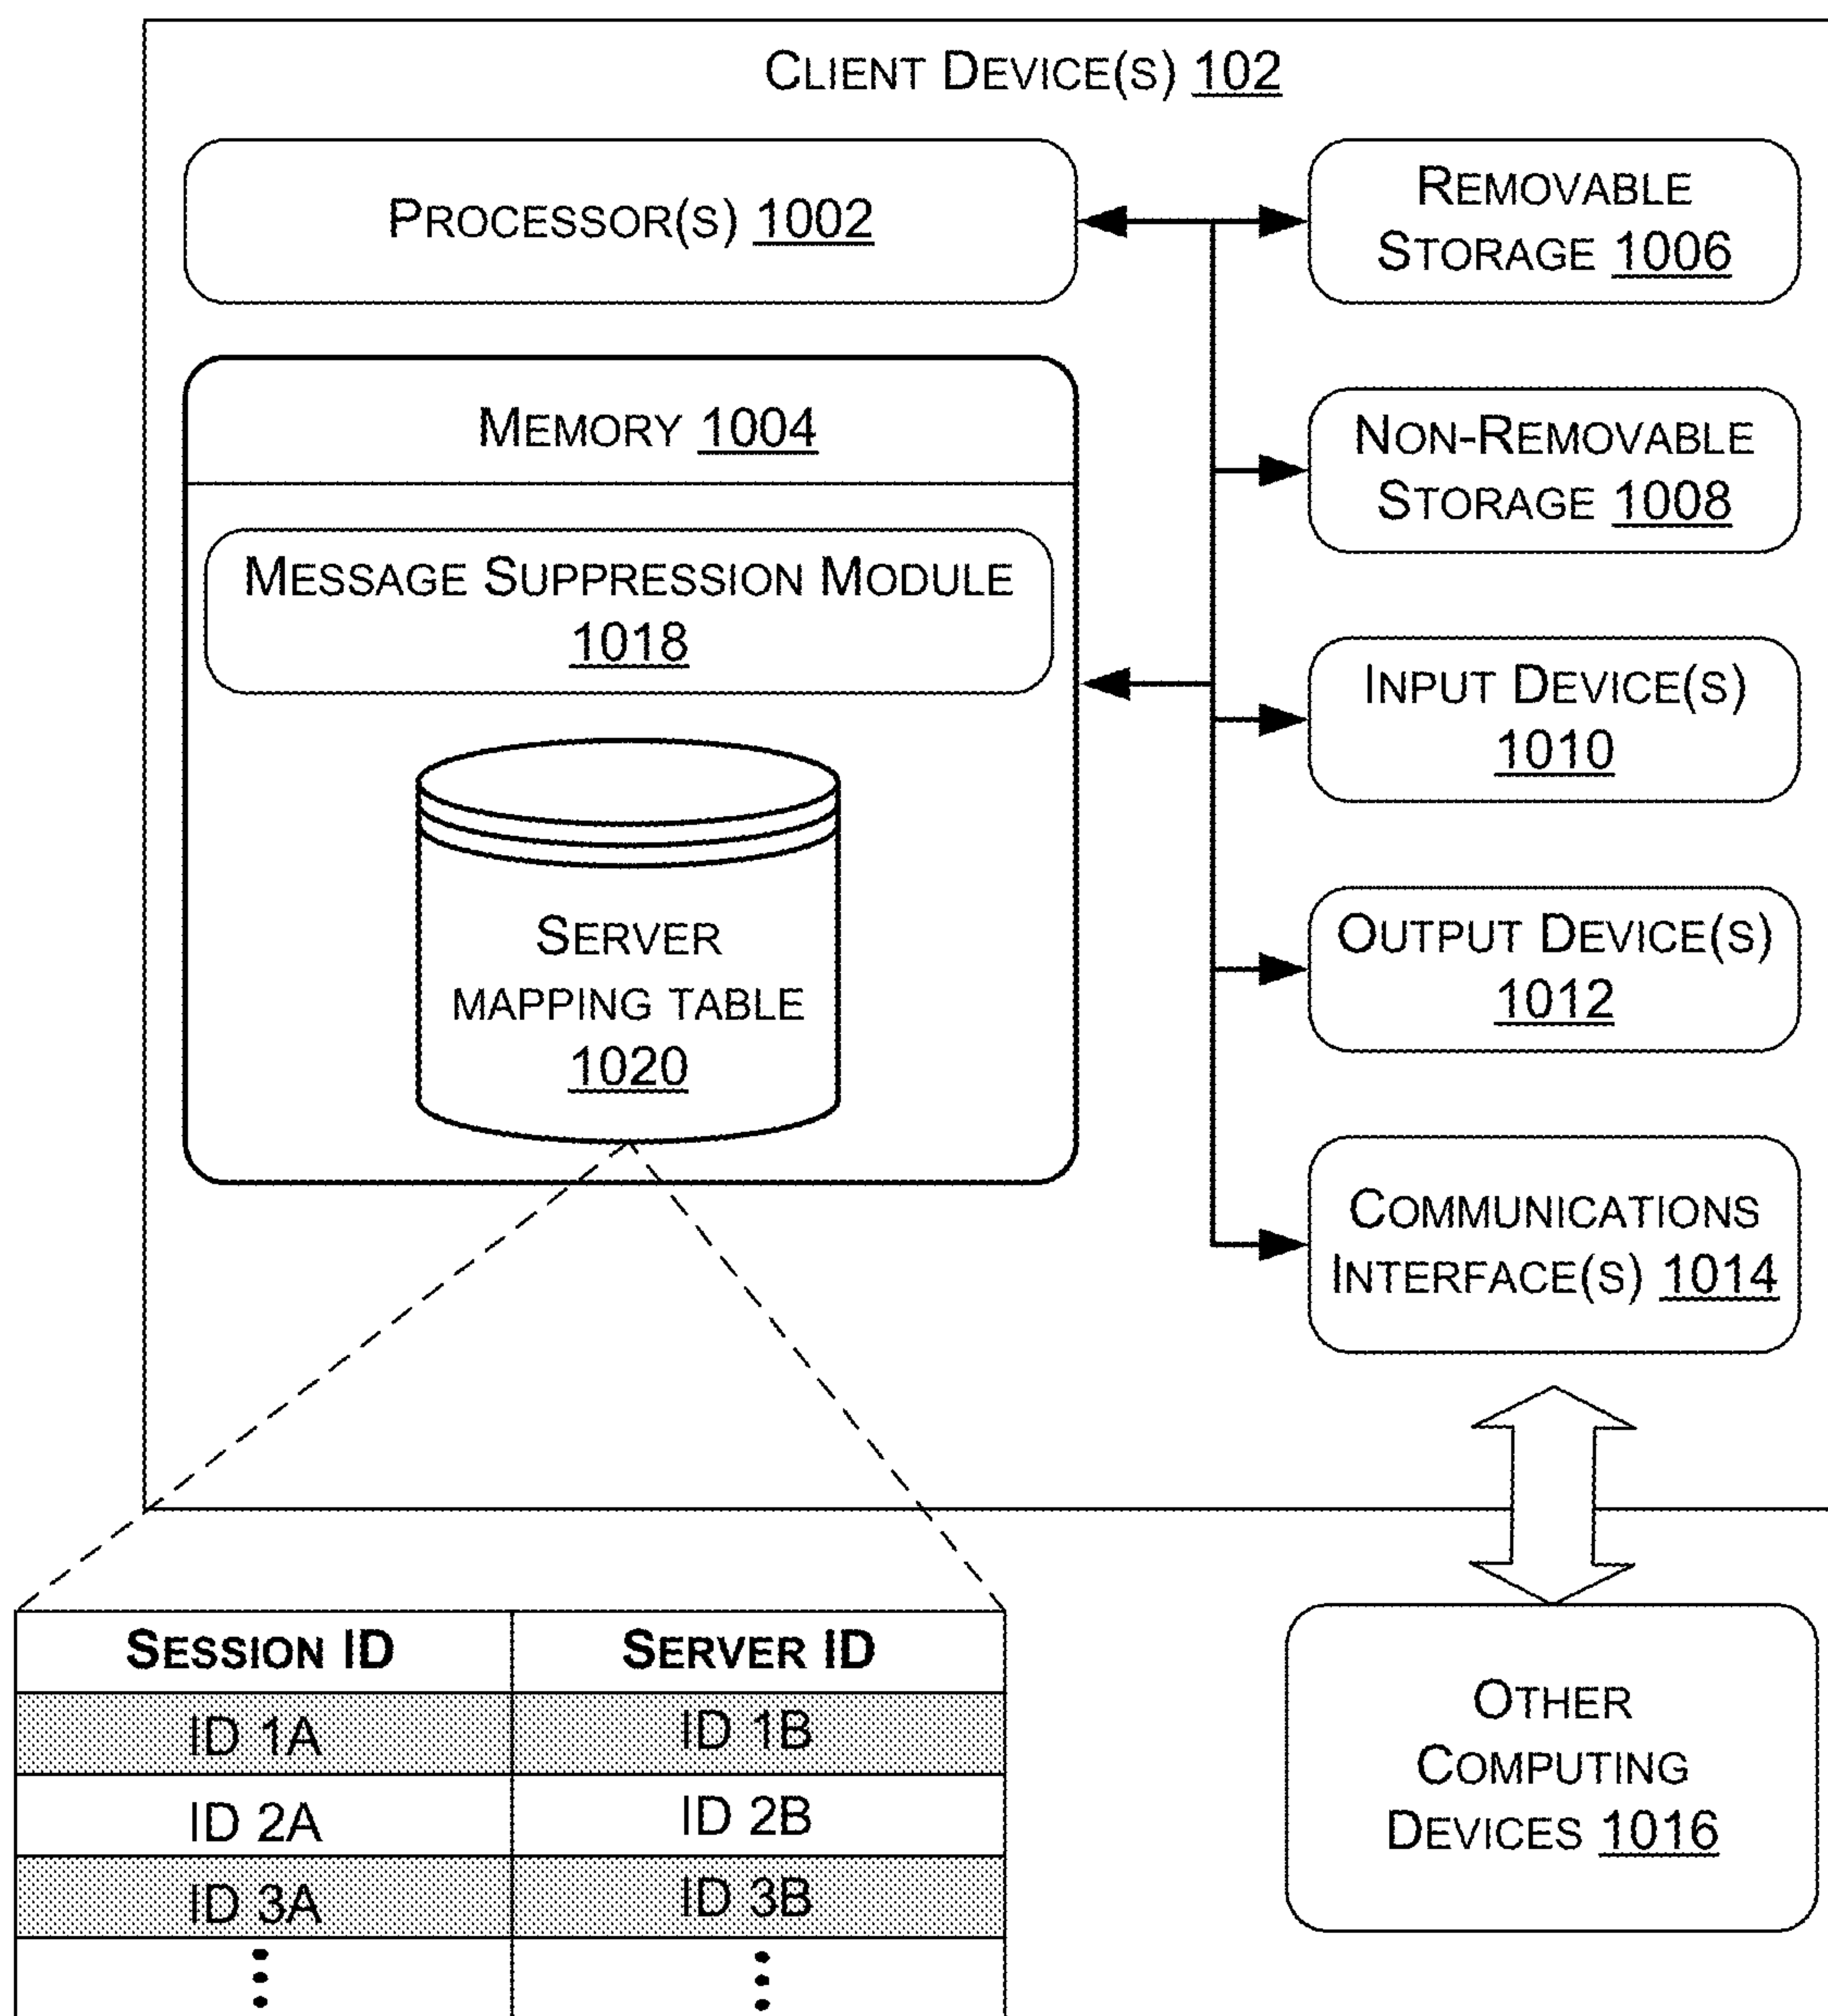 CLIENT DEVICE(S) 102
PROCESSOR(S) 1002
REMOVABLE
STORAGE 1006
MEMORY 1004
NON-REMOVABLE
STORAGE 1008
MESSAGE SUPPRESSION MODULE
1018
INPUT DEVICE(S)
1010
SERVER
MAPPING TABLE
1020
OUTPUT DEVICE(S)
1012
COMMUNICATIONS
INTERFACE(S) 1014
SESSION ID SERVER ID
ID 1A ID 1B
ID 2A ID 2B
ID 3A ID 3B
OTHER
COMPUTING
DEVICES 1016